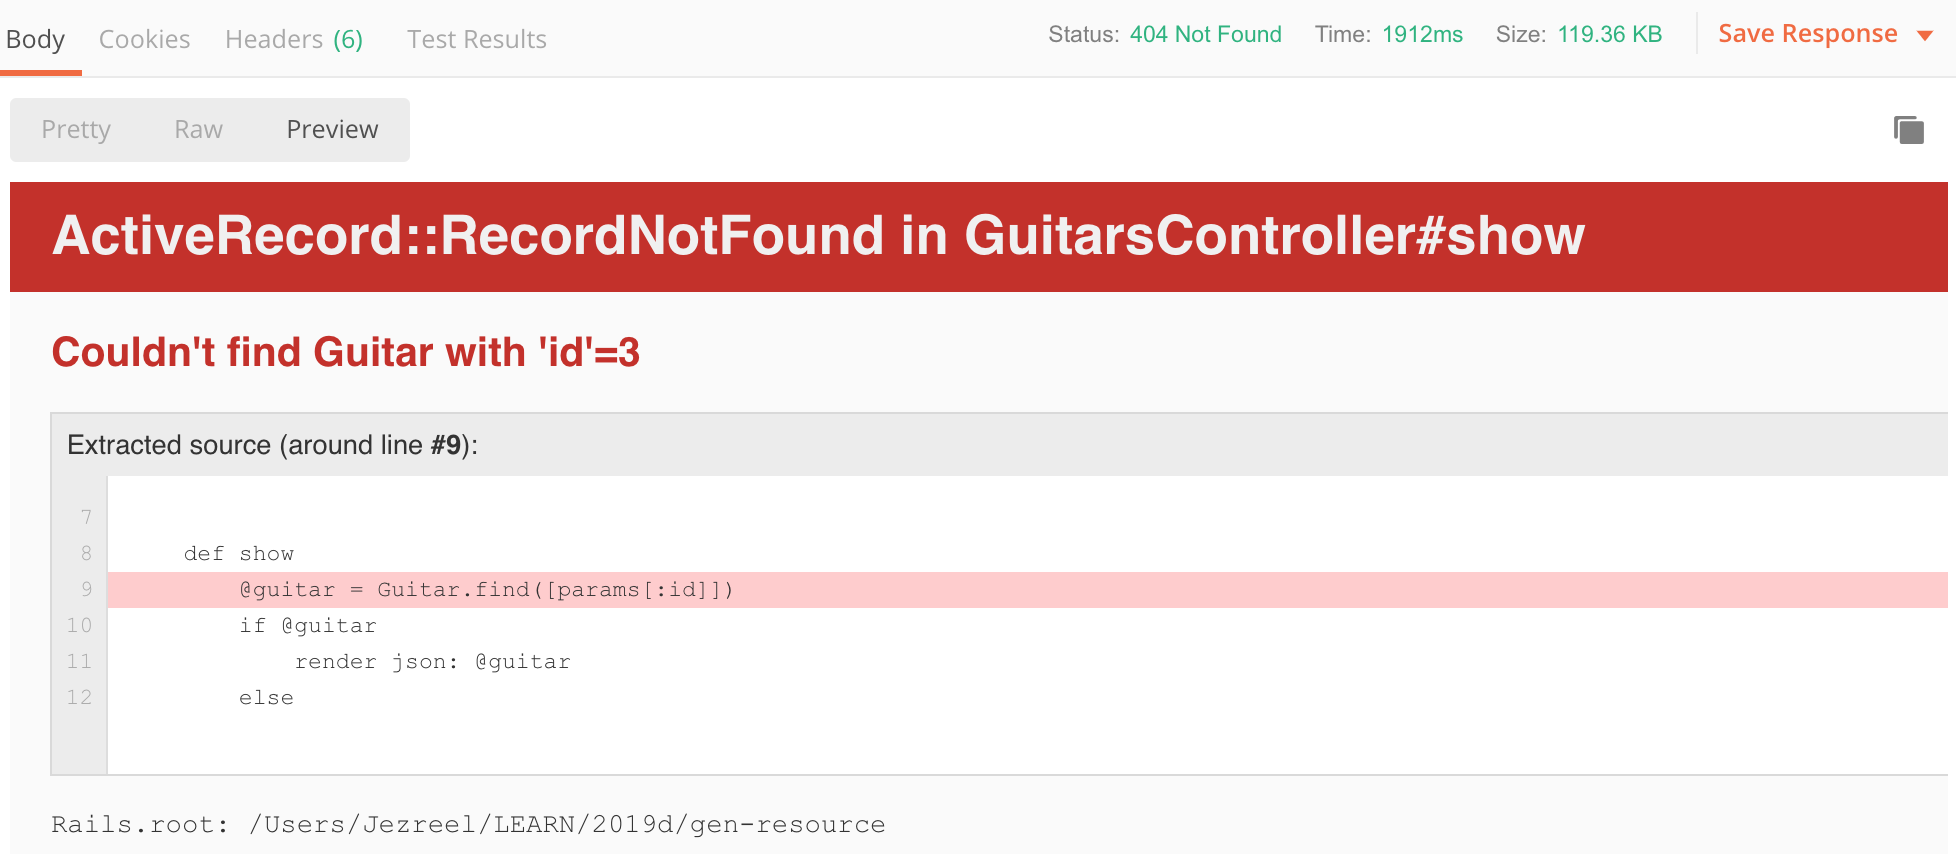 Body Cookies Headers (6) Test Results Status: 404 Not Found Time: 1912ms Size: 119.36 KB Save Response
Pretty Raw Preview
ActiveRecord::RecordNotFound in GuitarsController#show
Couldn't find Guitar with 'id'=3
Extracted source (around line #9):
7
8 def show
9 @guitar = Guitar.find([params[:id]])
10 if @guitar
11 render json: @guitar
12 else
Rails.root: /Users/Jezreel/LEARN/2019d/gen-resource